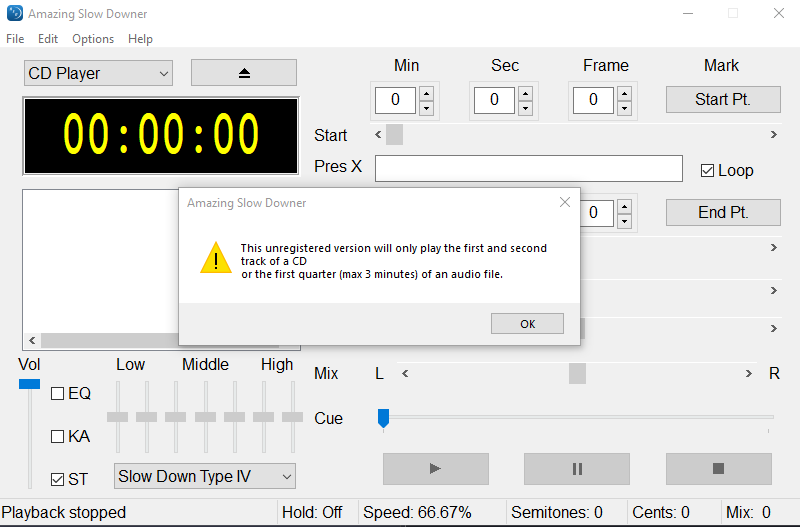 Amazing Slow Downer
File Edit Options Help
CD Player
Min Sec Frame Mark
0 0 0 Start Pt.
00:00:00
Start
Pres X
Loop
Amazing Slow Downer
0 End Pt.
This unregistered version will only play the first and second
track of a CD
or the first quarter (max 3 minutes) of an audio file.
OK
Vol Low Middle High
Mix L R
EQ
Cue
KA
ST Slow Down Type IV
Playback stopped Hold: Off Speed: 66.67% Semitones: 0 Cents: 0 Mix: 0